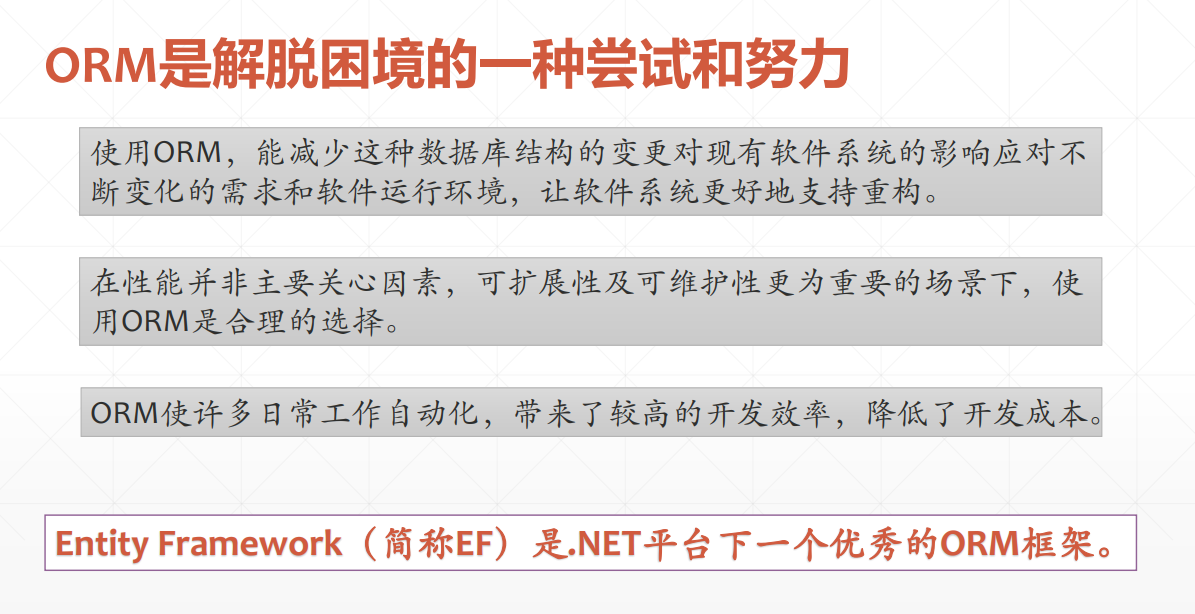 ORM是解脱困境的一种尝试和努力
使用ORM，能减少这种数据库结构的变更对现有软件系统的影响应对不
断变化的需求和软件运行环境，让软件系统更好地支持重构。
在性能并非主要关心因素，可扩展性及可维护性更为重要的场景下，使
用ORM是合理的选择。
ORM使许多日常工作自动化，带来了较高的开发效率，降低了开发成本。
Entity Framework（简称EF）是.NET平台下一个优秀的ORM框架。